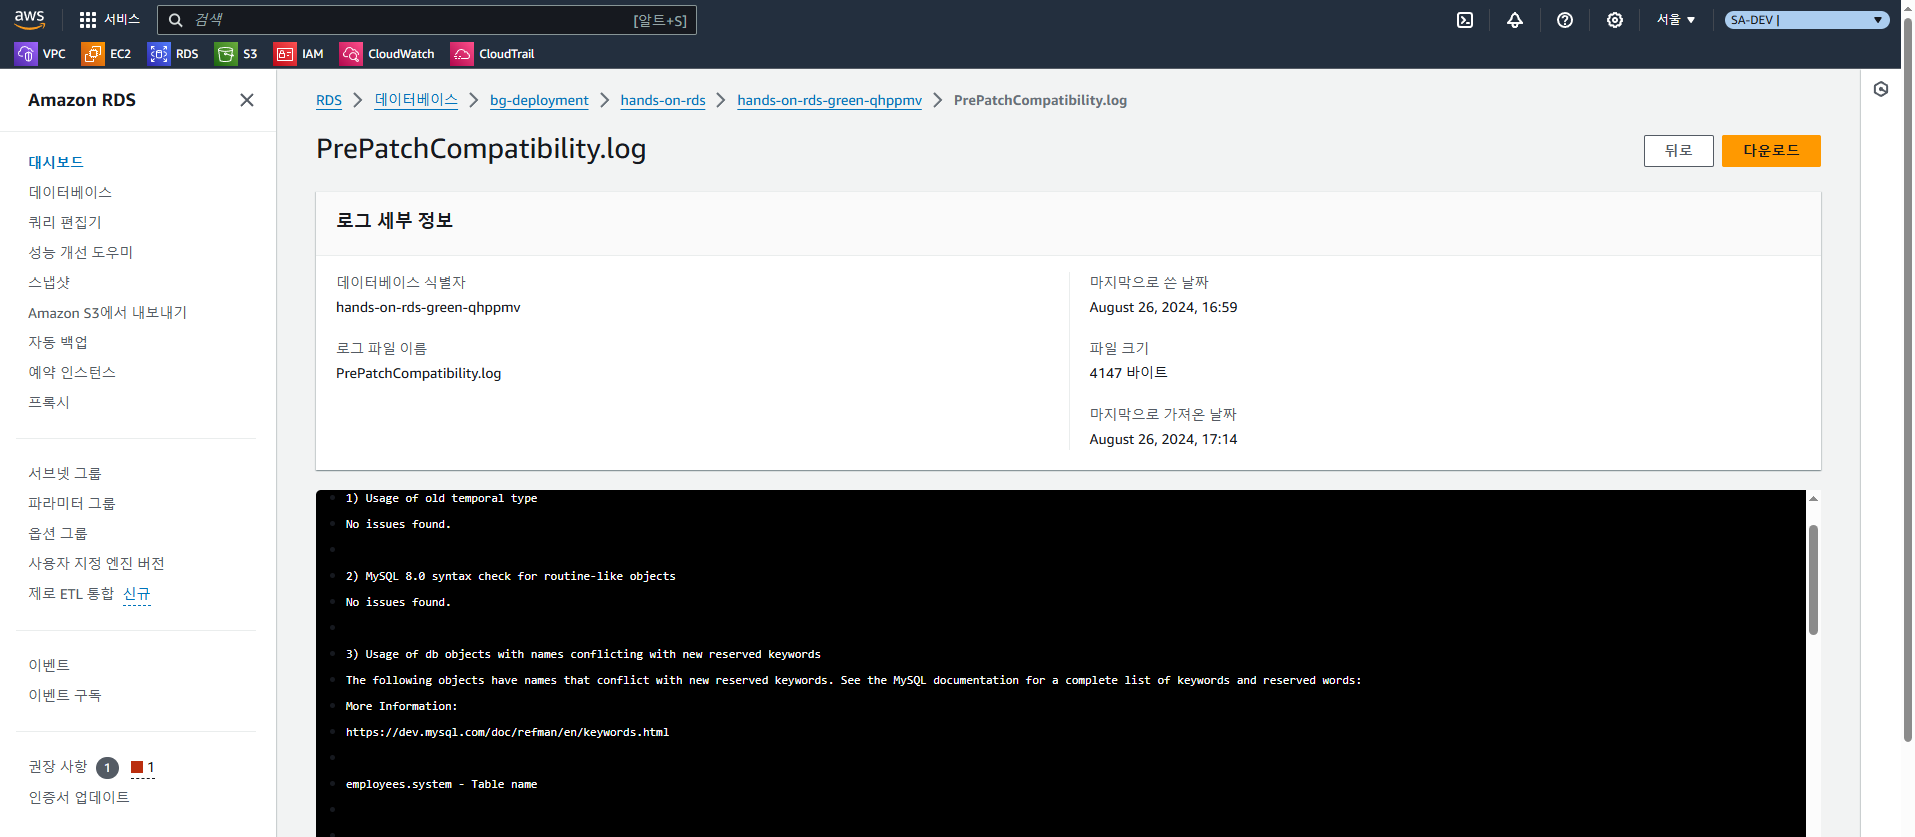 aws
서비스
검색
[알트+S]
서울 ▼
SA-DEV |
VPC
EC2
RDS
S3
IAM
CloudWatch
CloudTrail
Amazon RDS
대시보드
데이터베이스
쿼리 편집기
성능 개선 도우미
스냅샷
Amazon S3에서 내보내기
자동 백업
예약 인스턴스
프록시
서브넷 그룹
파라미터 그룹
옵션 그룹
사용자 지정 엔진 버전
제로 ETL 통합 신규
이벤트
이벤트 구독
권장 사항 1 1
인증서 업데이트
RDS > 데이터베이스 > bg-deployment > hands-on-rds > hands-on-rds-green-qhppmv > PrePatchCompatibility.log
PrePatchCompatibility.log
뒤로
다운로드
로그 세부 정보
데이터베이스 식별자
hands-on-rds-green-qhppmv
로그 파일 이름
PrePatchCompatibility.log
마지막으로 쓴 날짜
August 26, 2024, 16:59
파일 크기
4147 바이트
마지막으로 가져온 날짜
August 26, 2024, 17:14
1) Usage of old temporal type
No issues found.
2) MySQL 8.0 syntax check for routine-like objects
No issues found.
3) Usage of db objects with names conflicting with new reserved keywords
The following objects have names that conflict with new reserved keywords. See the MySQL documentation for a complete list of keywords and reserved words:
More Information:
https://dev.mysql.com/doc/refman/en/keywords.html
employees.system - Table name